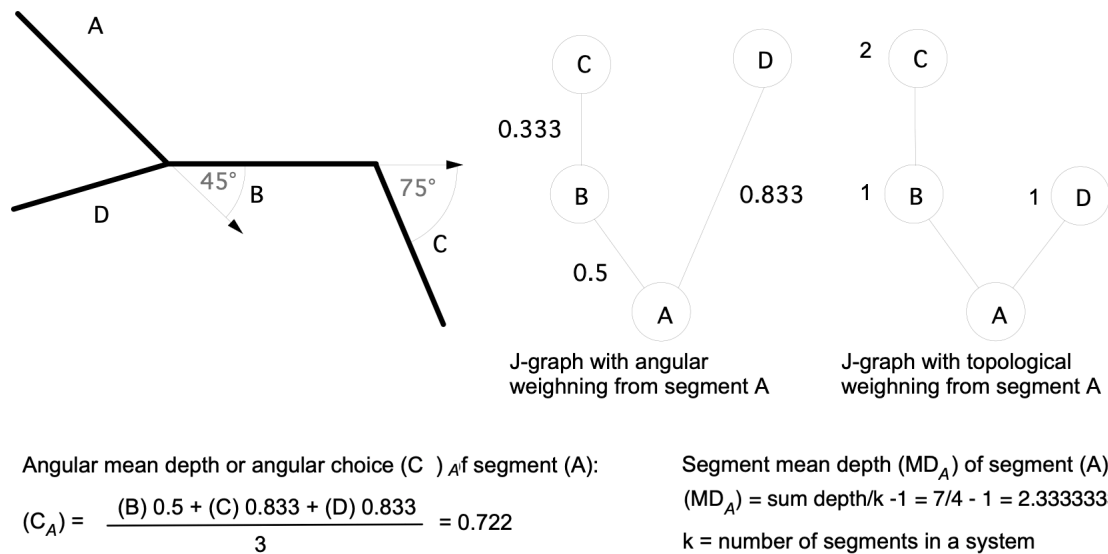 A
45°
B
75°
D
C
C
D
0.333
B
0.833
0.5
A
J-graph with angular
weighning from segment A
2
C
1
B
1
D
A
J-graph with topological
weighning from segment A
Angular mean depth or angular choice (C ) A f segment (A):
(CA) = (B) 0.5 + (C) 0.833 + (D) 0.833 = 0.722
3
Segment mean depth (MDA) of segment (A)
(MDA) = sum depth/k -1 = 7/4 - 1 = 2.333333
k = number of segments in a system